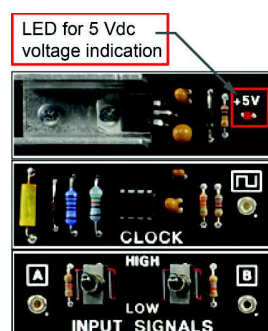 LED for 5 Vdc
voltage indication
+5V
CLOCK
HIGH
A
B
LOW
INPUT SIGNALS